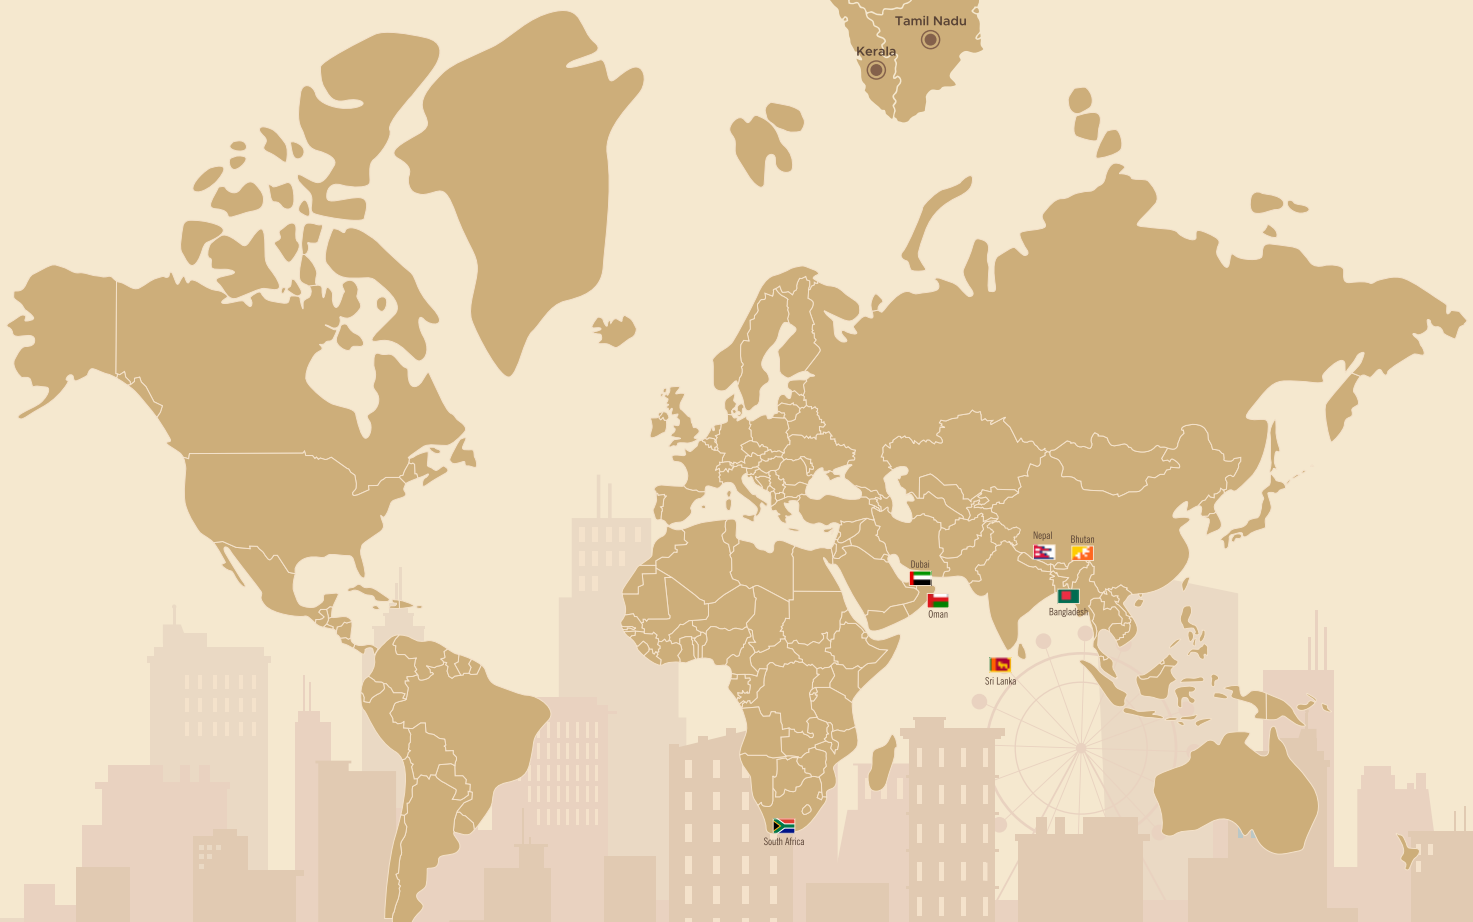 Tamil Nadu
Kerala
Nepal
Bhutan
Dubai
Oman
Bangladesh
Sri Lanka
South Africa